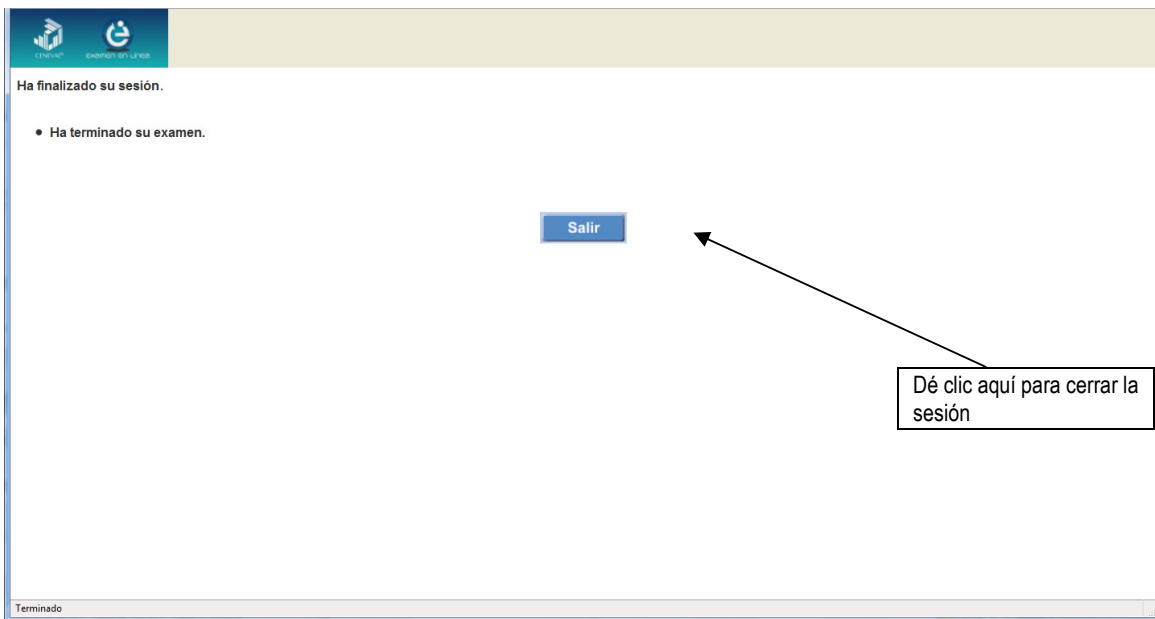 CENEVAL
examen en línea
Ha finalizado su sesión.
• Ha terminado su examen.
Salir
Dé clic aquí para cerrar la
sesión
Terminado